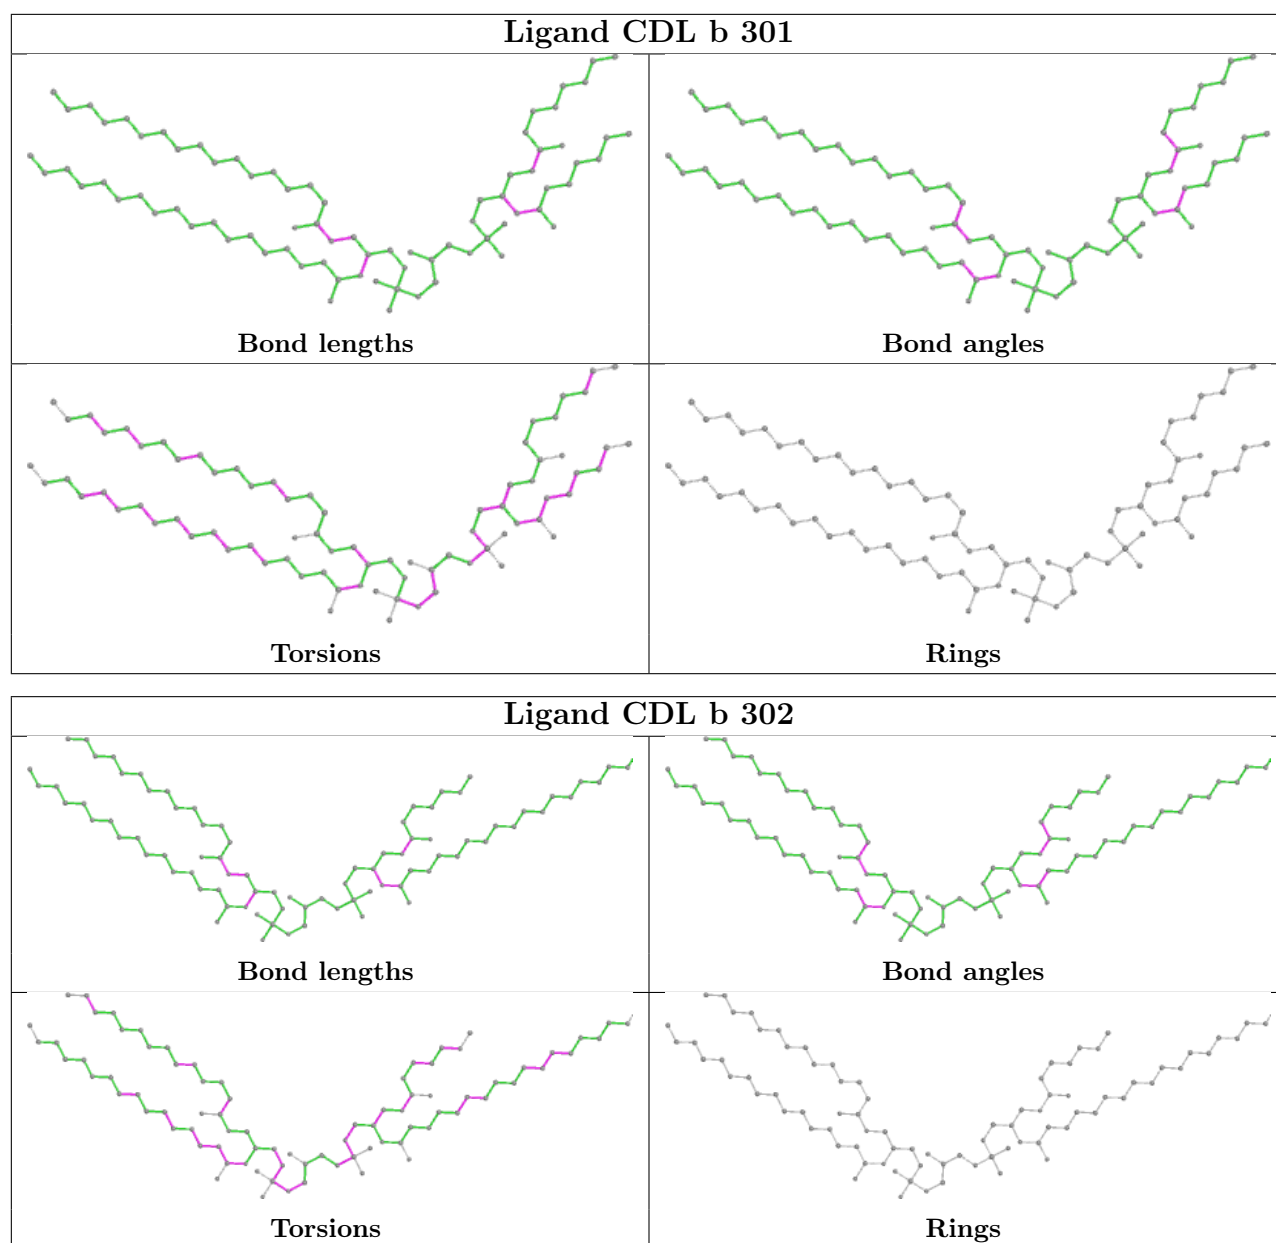 Ligand CDL b 301
Bond lengths
Bond angles
Torsions
Rings
Ligand CDL b 302
Bond lengths
Bond angles
Torsions
Rings